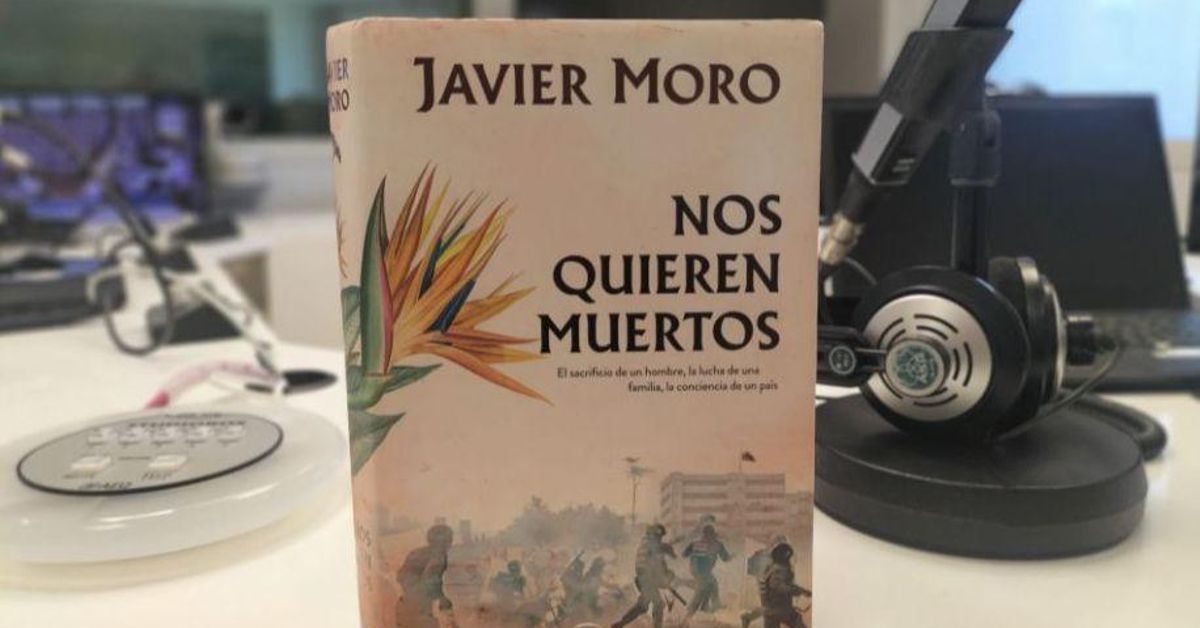 JAVIER MORO
NOS
QUIEREN
MUERTOS
El sacrificio de un hombre, la lucha de una
familia, la conciencia de un país
MORO